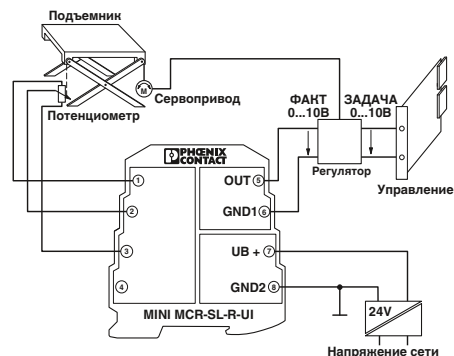 Подъемник
M
Сервопривод
Потенциометр
ФАКТ
0...10В
ЗАДАЧА
0...10В
Регулятор
Управление
PHŒNIX
CONTACT
1
2
3
4
OUT 5
GND1 6
UB + 7
GND2 8
MINI MCR-SL-R-UI
24V
Напряжение сети